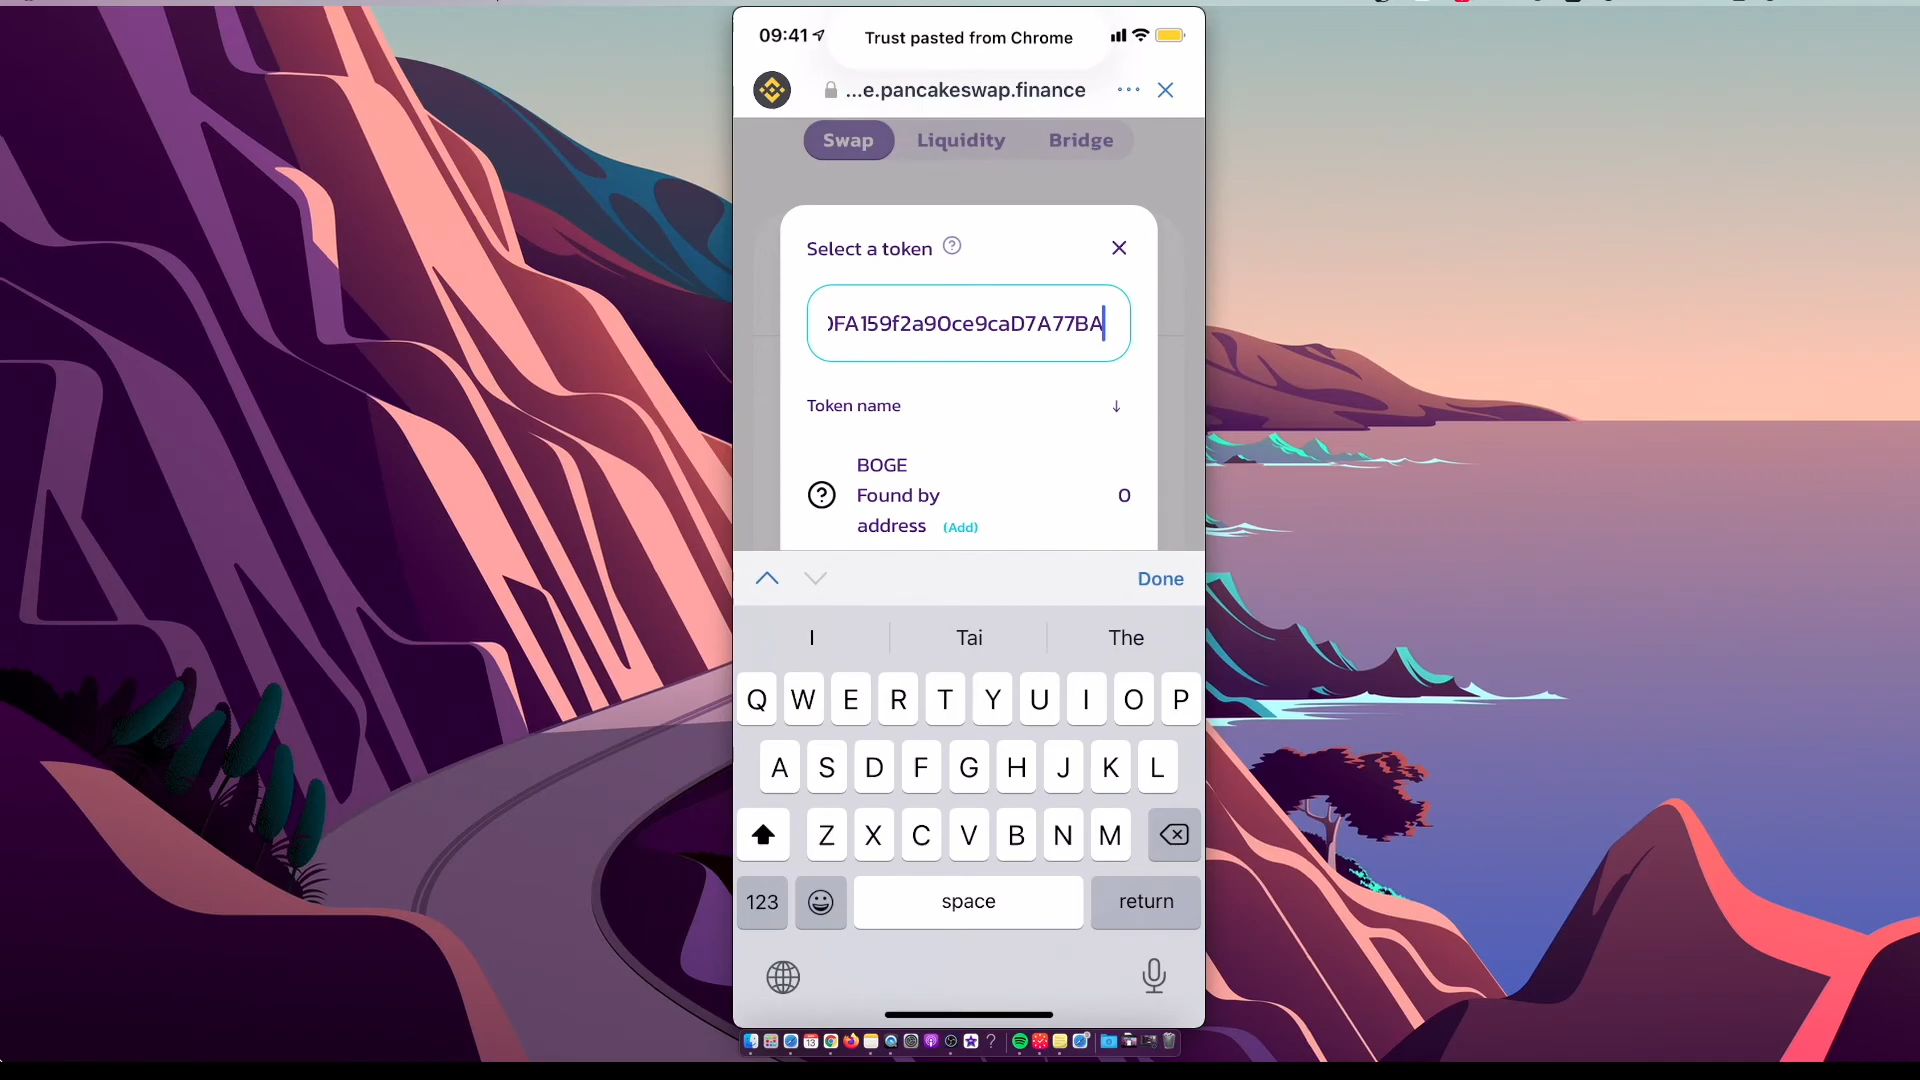 09:41
Trust pasted from Chrome
...e.pancakeswap.finance
Swap Liquidity Bridge
Select a token
FA159f2a90ce9caD7A77BA
Token name
BOGE
Found by
address (Add)
0
Done
I Tai The
Q W E R T Y U I O P
A S D F G H J K L
Z X C V B N M
123 space return